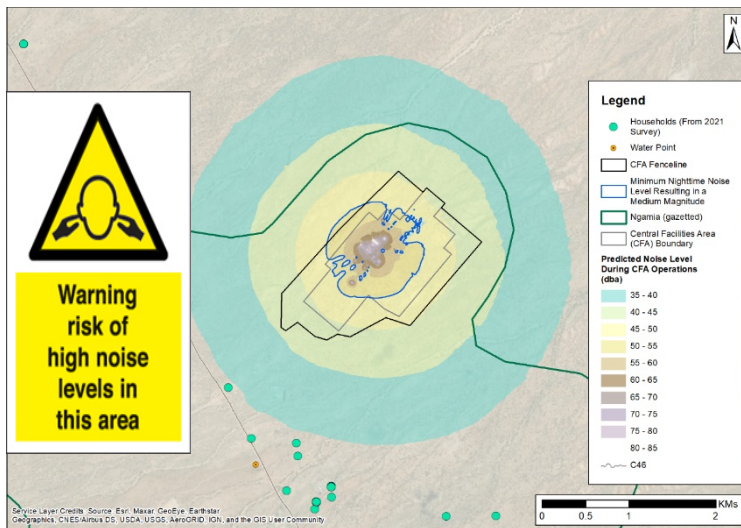 N
Warning
risk of
high noise
levels in
this area
Legend
Households (From 2021
Survey)
Water Point
CFA Fenceline
Minimum Nighttime Noise
Level Resulting in a
Medium Magnitude
Ngamia (gazetted)
Central Facilities Area
(CFA) Boundary
Predicted Noise Level
During CFA Operations
(dba)
35 - 40
40 - 45
45 - 50
50 - 55
55 - 60
60 - 65
65 - 70
70 - 75
75 - 80
80 - 85
C46
KMs
0 0.5 1 2
Service Layer Credits: Source: Esri, Maxar, GeoEye, Earthstar
Geographics, CNES/Airbus DS, USDA, USGS, AeroGRID, IGN, and the GIS User Community